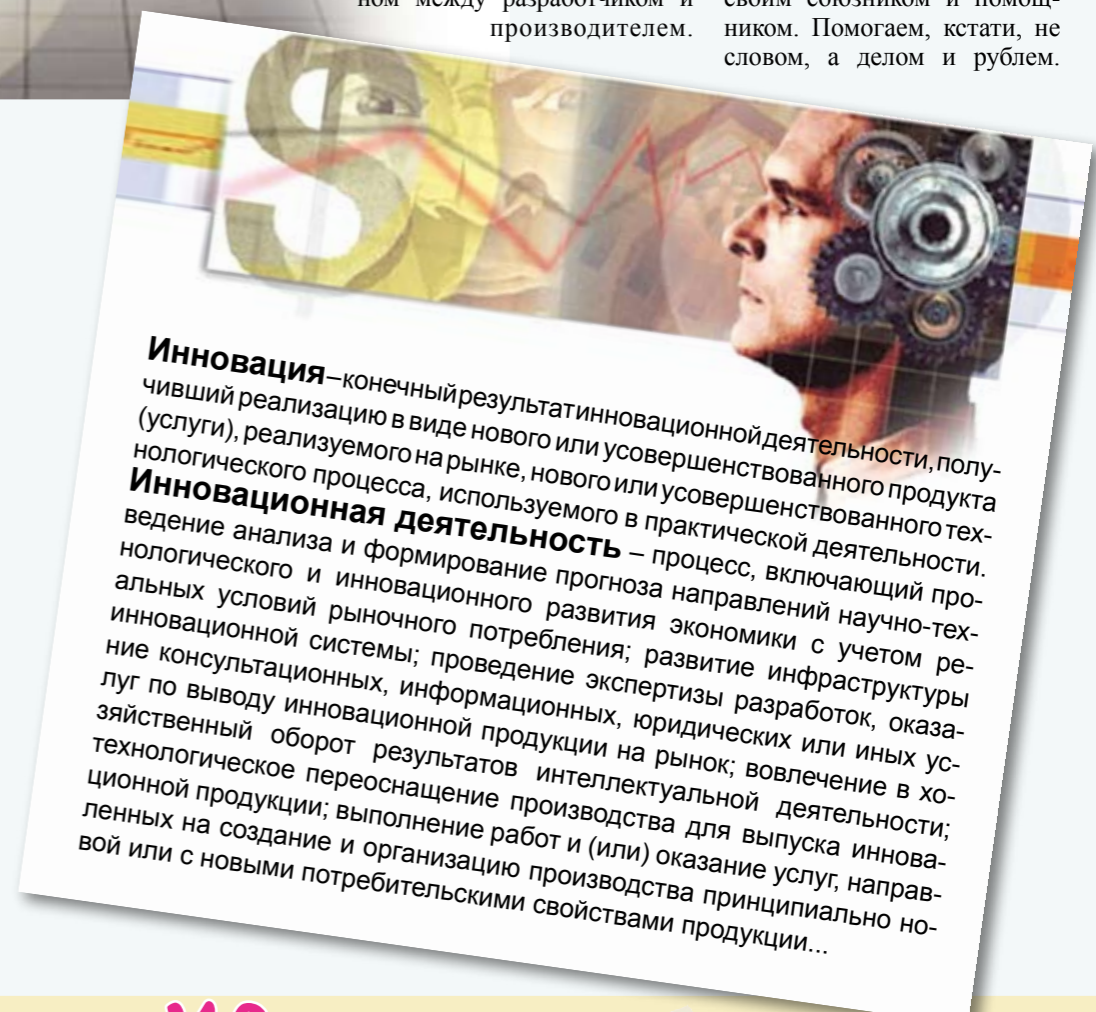 ном между разработчиком и
производителем.
своим союзником и помощ-
ником. Помогаем, кстати, не
словом, а делом и рублем.
Инновация – конечный результат инновационной деятельности, полу-
чивший реализацию в виде нового или усовершенствованного продукта
(услуги), реализуемого на рынке, нового или усовершенствованного тех-
нологического процесса, используемого в практической деятельности.
Инновационная деятельность – процесс, включающий про-
ведение анализа и формирование прогноза направлений научно-тех-
нологического и инновационного развития экономики с учетом ре-
альных условий рыночного потребления; развитие инфраструктуры
инновационной системы; проведение экспертизы разработок, оказа-
ние консультационных, информационных, юридических или иных ус-
луг по выводу инновационной продукции на рынок; вовлечение в хо-
зяйственный оборот результатов интеллектуальной деятельности;
технологическое переоснащение производства для выпуска иннова-
ционной продукции; выполнение работ и (или) оказание услуг, направ-
ленных на создание и организацию производства принципиально но-
вой или с новыми потребительскими свойствами продукции...